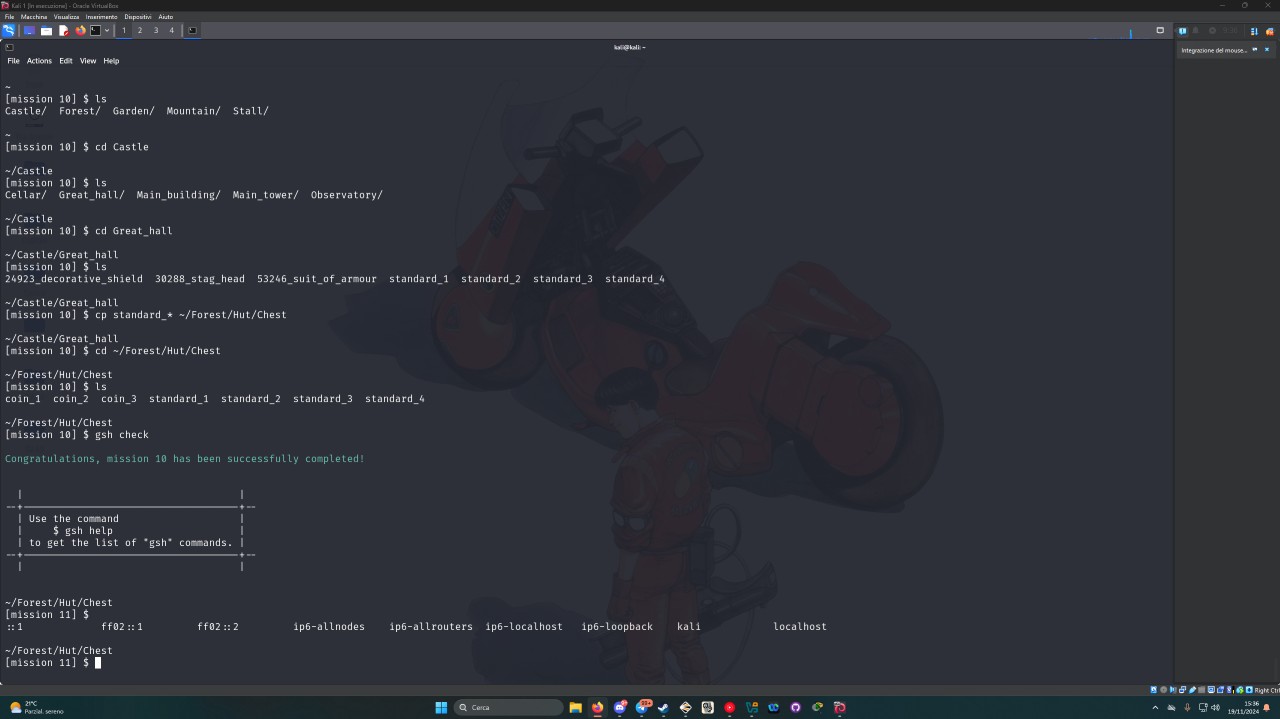 Kali 1 [In esecuzione] - Oracle VirtualBox
File Macchina Visualizza Inserimento Dispositivi Aiuto
1 2 3 4
kali@kali: ~
Integrazione del mouse...
File Actions Edit View Help
~
[mission 10] $ ls
Castle/ Forest/ Garden/ Mountain/ Stall/
~
[mission 10] $ cd Castle
~/Castle
[mission 10] $ ls
Cellar/ Great_hall/ Main_building/ Main_tower/ Observatory/
~/Castle
[mission 10] $ cd Great_hall
~/Castle/Great_hall
[mission 10] $ ls
24923_decorative_shield 30288_stag_head 53246_suit_of_armour standard_1 standard_2 standard_3 standard_4
~/Castle/Great_hall
[mission 10] $ cp standard_* ~/Forest/Hut/Chest
~/Castle/Great_hall
[mission 10] $ cd ~/Forest/Hut/Chest
~/Forest/Hut/Chest
[mission 10] $ ls
coin_1 coin_2 coin_3 standard_1 standard_2 standard_3 standard_4
~/Forest/Hut/Chest
[mission 10] $ gsh check
Congratulations, mission 10 has been successfully completed!
Use the command
$ gsh help
to get the list of "gsh" commands.
~/Forest/Hut/Chest
[mission 11] $
::1 ff02::1 ff02::2 ip6-allnodes ip6-allrouters ip6-localhost ip6-loopback kali localhost
~/Forest/Hut/Chest
[mission 11] $
Right Ctrl
21°C
Parzial. sereno
Cerca
99+
15:36
19/11/2024